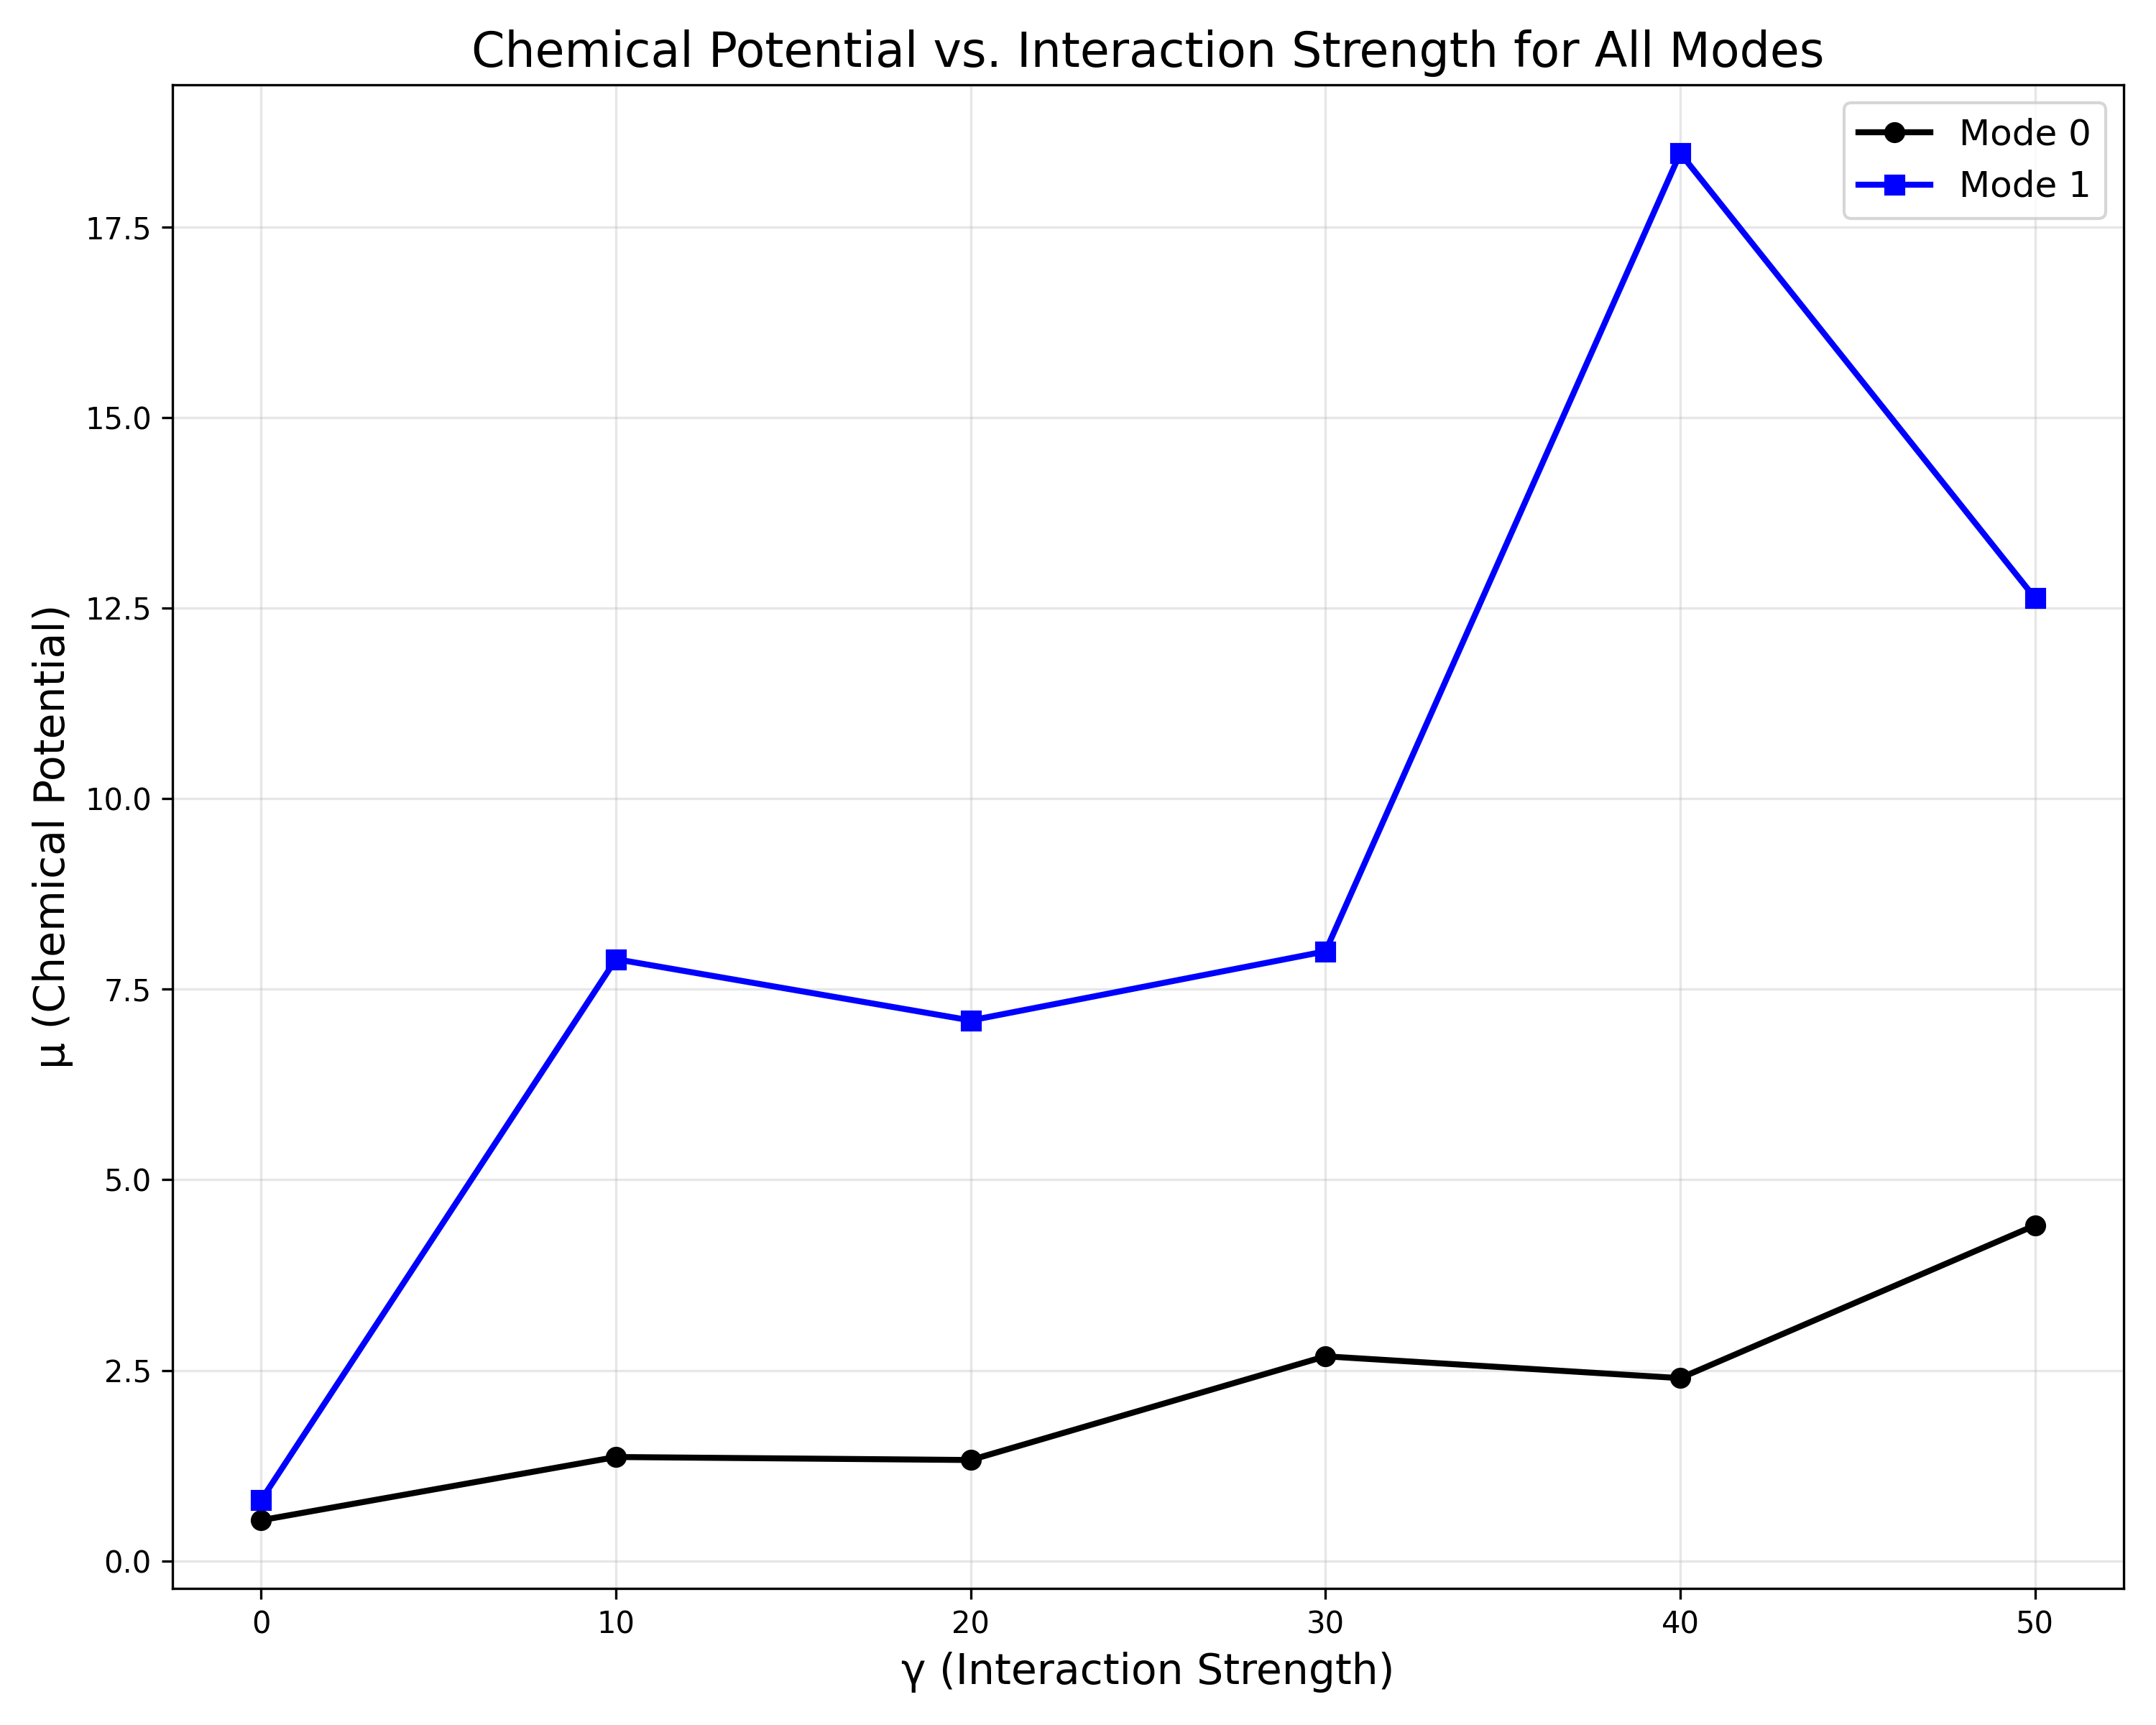 Chemical Potential vs. Interaction Strength for All Modes
Mode 0
Mode 1
17.5
15.0
12.5
10.0
7.5
5.0
2.5
0.0
μ (Chemical Potential)
0 10 20 30 40 50
γ (Interaction Strength)